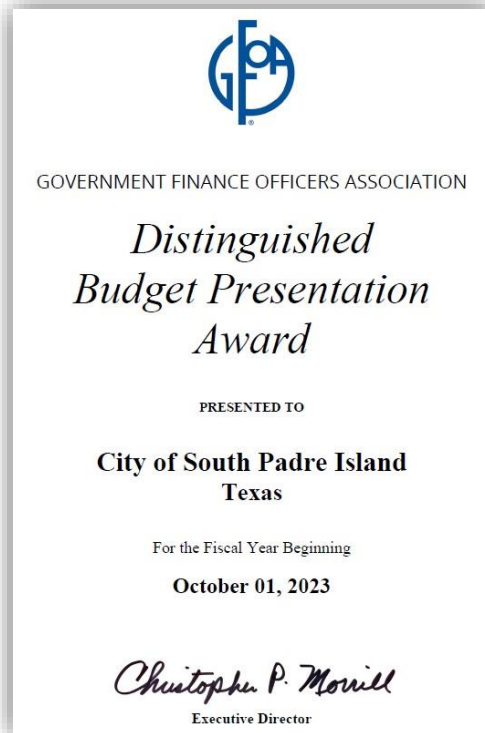 GFOA
GOVERNMENT FINANCE OFFICERS ASSOCIATION
Distinguished
Budget Presentation
Award
PRESENTED TO
City of South Padre Island
Texas
For the Fiscal Year Beginning
October 01, 2023
Christopher P. Morrill
Executive Director